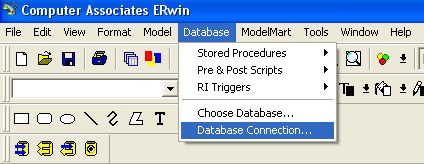 Computer Associates ERwin
File Edit View Format Model Database ModelMart Tools Window Help
Stored Procedures
Pre & Post Scripts
RI Triggers
B I U
Choose Database...
T
Database Connection...